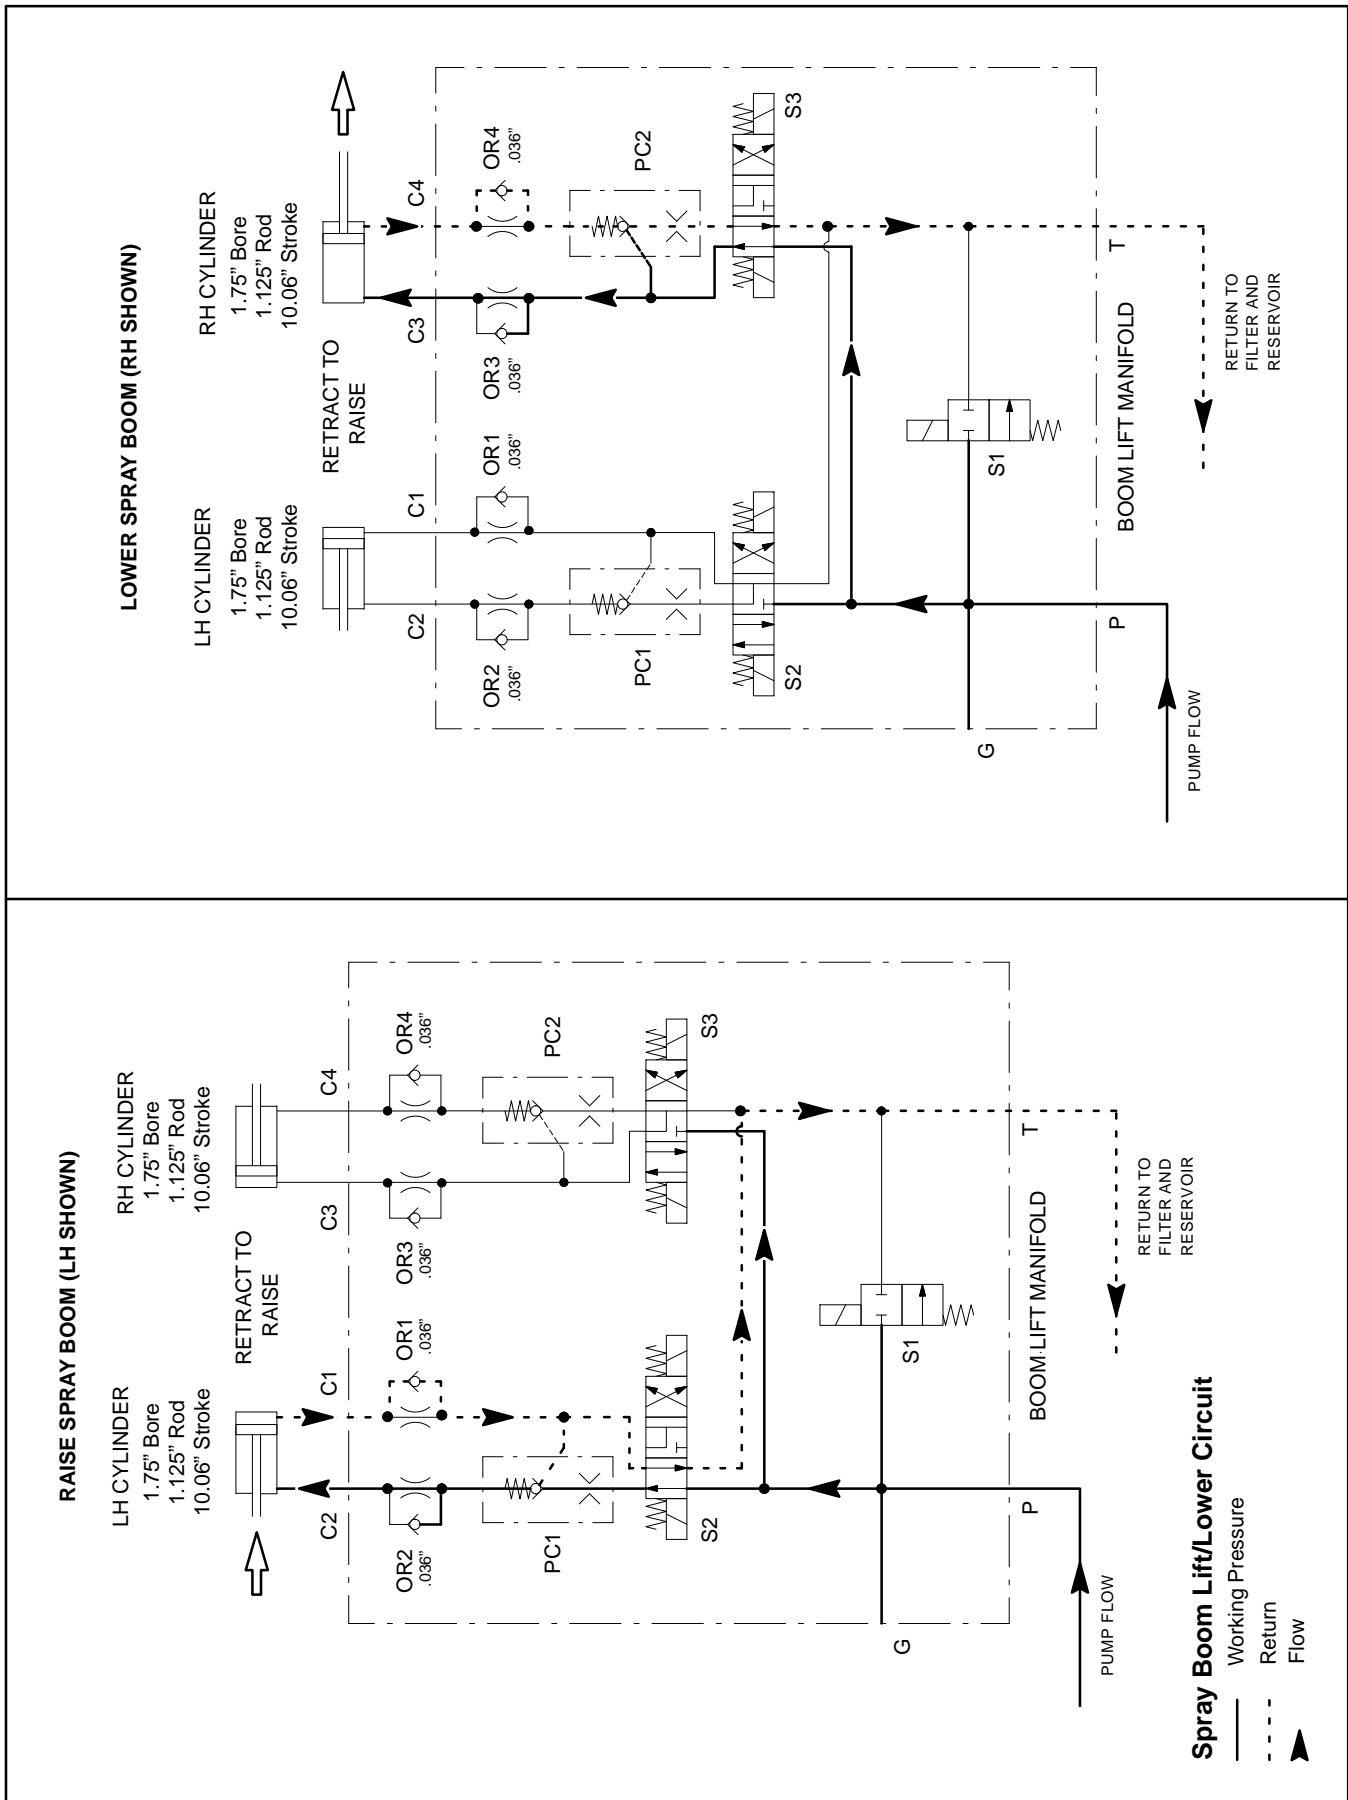 RAISE SPRAY BOOM (LH SHOWN)
LH CYLINDER
1.75” Bore
1.125” Rod
10.06” Stroke
RETRACT TO
RAISE
RH CYLINDER
1.75” Bore
1.125” Rod
10.06” Stroke
C2
C1
C3
C4
OR2
.036”
OR1
.036”
OR3
.036”
OR4
.036”
PC1
PC2
S2
S3
S1
G
P
T
BOOM LIFT MANIFOLD
PUMP FLOW
RETURN TO
FILTER AND
RESERVOIR
Spray Boom Lift/Lower Circuit
Working Pressure
Return
Flow
LOWER SPRAY BOOM (RH SHOWN)
LH CYLINDER
1.75” Bore
1.125” Rod
10.06” Stroke
RETRACT TO
RAISE
RH CYLINDER
1.75” Bore
1.125” Rod
10.06” Stroke
C2
C1
C3
C4
OR2
.036”
OR1
.036”
OR3
.036”
OR4
.036”
PC1
PC2
S2
S3
S1
G
P
T
BOOM LIFT MANIFOLD
PUMP FLOW
RETURN TO
FILTER AND
RESERVOIR